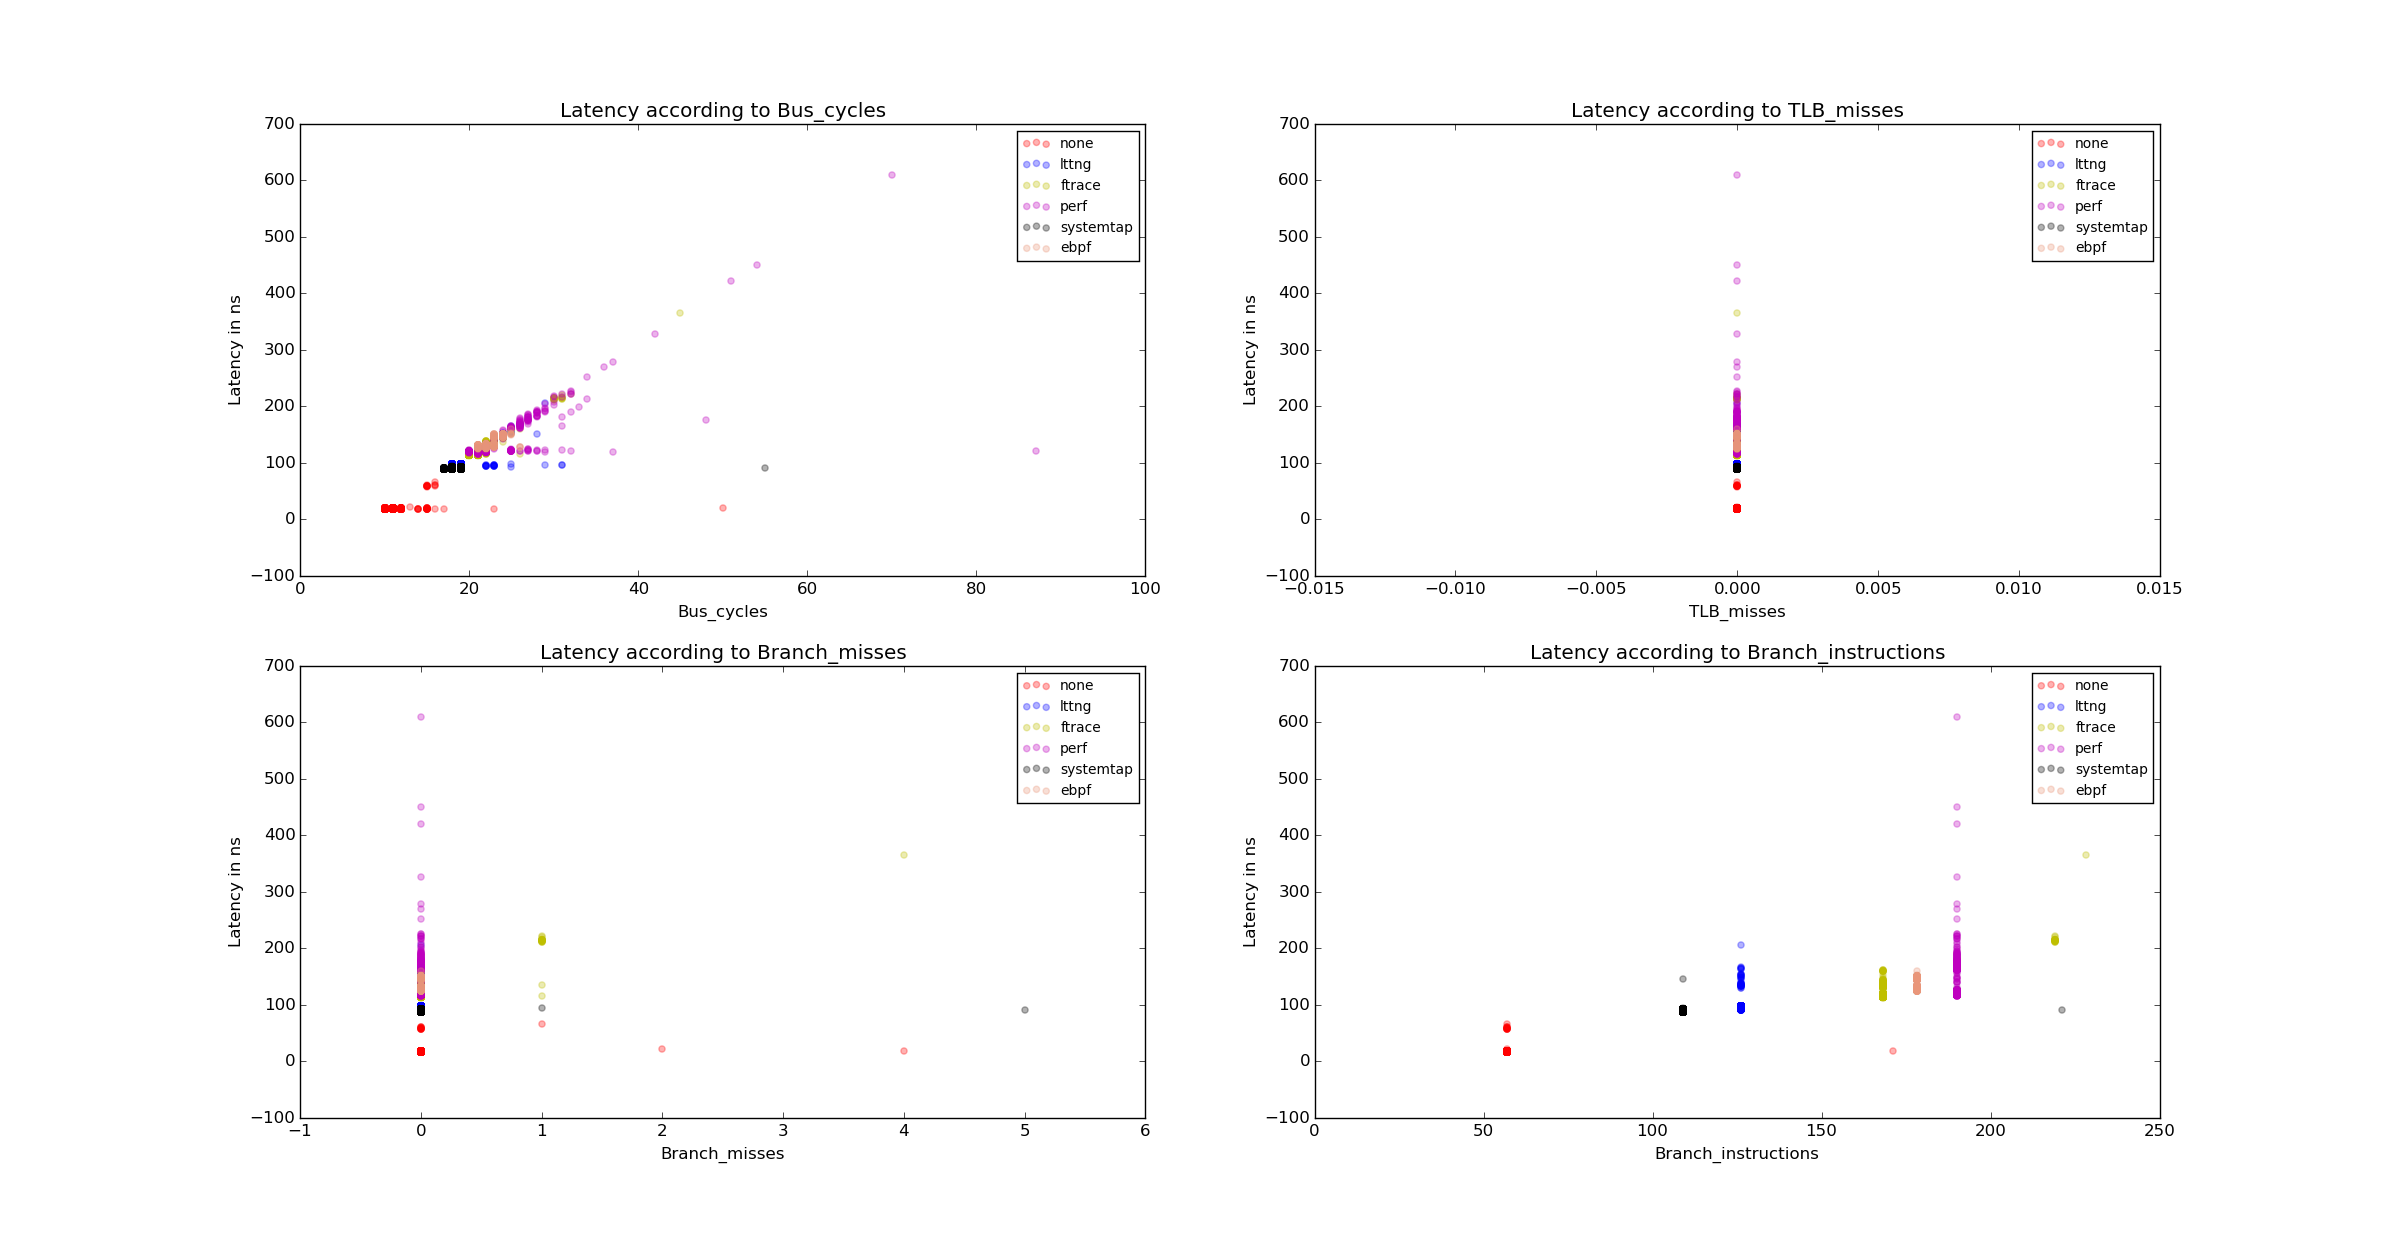 Latency according to Bus_cycles
700
600
500
400
300
200
100
0
−100
0 20 40 60 80 100
Latency in ns
Bus_cycles
none
lttng
ftrace
perf
systemtap
ebpf
Latency according to TLB_misses
700
600
500
400
300
200
100
0
−100
−0.015 −0.010 −0.005 0.000 0.005 0.010 0.015
Latency in ns
TLB_misses
none
lttng
ftrace
perf
systemtap
ebpf
Latency according to Branch_misses
700
600
500
400
300
200
100
0
−100
−1 0 1 2 3 4 5 6
Latency in ns
Branch_misses
none
lttng
ftrace
perf
systemtap
ebpf
Latency according to Branch_instructions
700
600
500
400
300
200
100
0
−100
0 50 100 150 200 250
Latency in ns
Branch_instructions
none
lttng
ftrace
perf
systemtap
ebpf